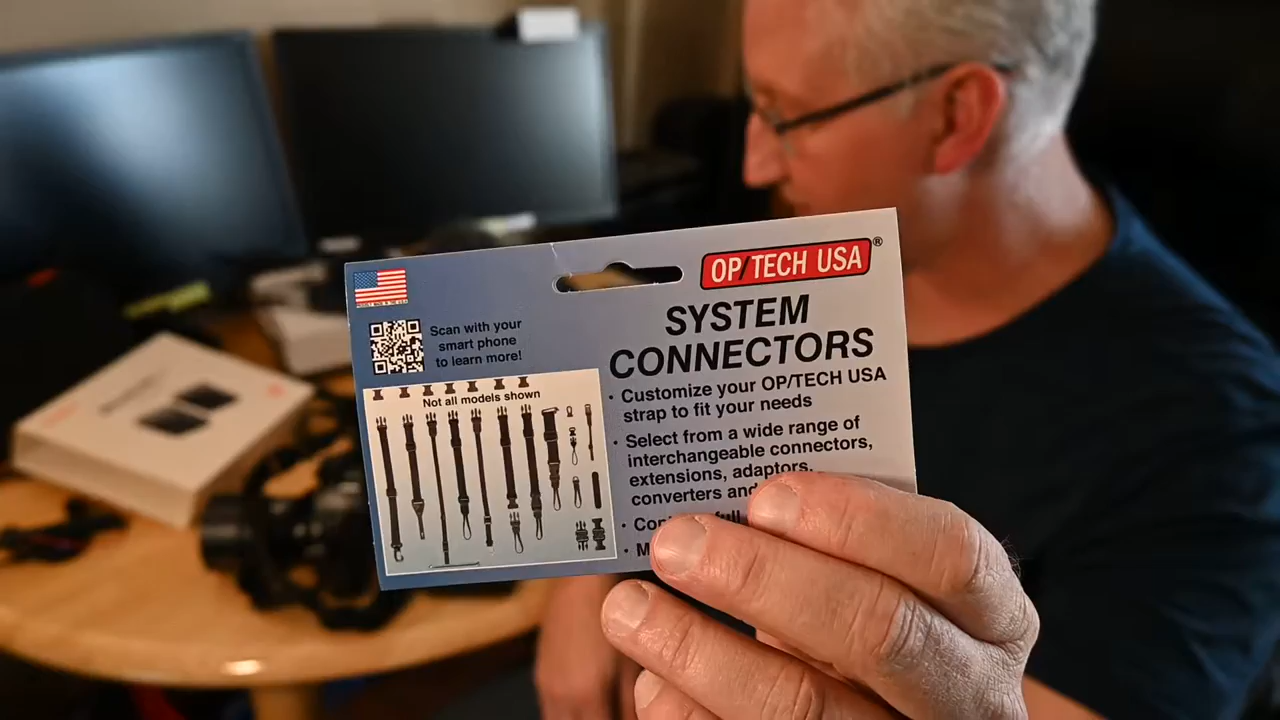 OP/TECH USA®
SYSTEM
CONNECTORS
Scan with your
smart phone
to learn more!
Not all models shown
• Customize your OP/TECH USA
strap to fit your needs
• Select from a wide range of
interchangeable connectors,
extensions, adaptors,
converters and